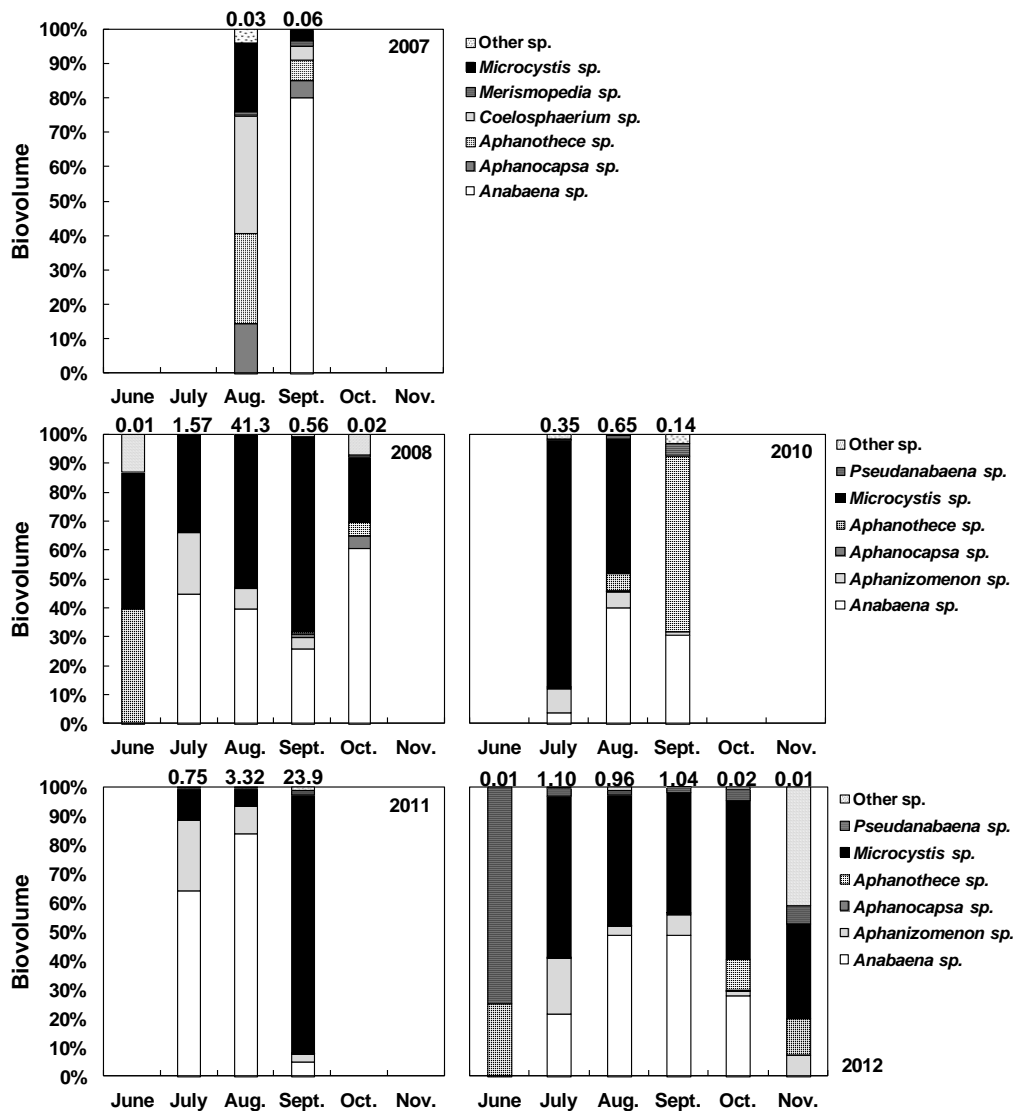 0.03 0.06
100%
90%
80%
70%
60%
50%
40%
30%
20%
10%
0%
Biovolume
2007
June July Aug. Sept. Oct. Nov.
Other sp.
Microcystis sp.
Merismopedia sp.
Coelosphaerium sp.
Aphanothece sp.
Aphanocapsa sp.
Anabaena sp.
0.01 1.57 41.3 0.56 0.02
100%
90%
80%
70%
60%
50%
40%
30%
20%
10%
0%
Biovolume
2008
June July Aug. Sept. Oct. Nov.
0.35 0.65 0.14
2010
June July Aug. Sept. Oct. Nov.
Other sp.
Pseudanabaena sp.
Microcystis sp.
Aphanothece sp.
Aphanocapsa sp.
Aphanizomenon sp.
Anabaena sp.
0.75 3.32 23.9
100%
90%
80%
70%
60%
50%
40%
30%
20%
10%
0%
Biovolume
2011
June July Aug. Sept. Oct. Nov.
0.01 1.10 0.96 1.04 0.02 0.01
2012
June July Aug. Sept. Oct. Nov.
Other sp.
Pseudanabaena sp.
Microcystis sp.
Aphanothece sp.
Aphanocapsa sp.
Aphanizomenon sp.
Anabaena sp.